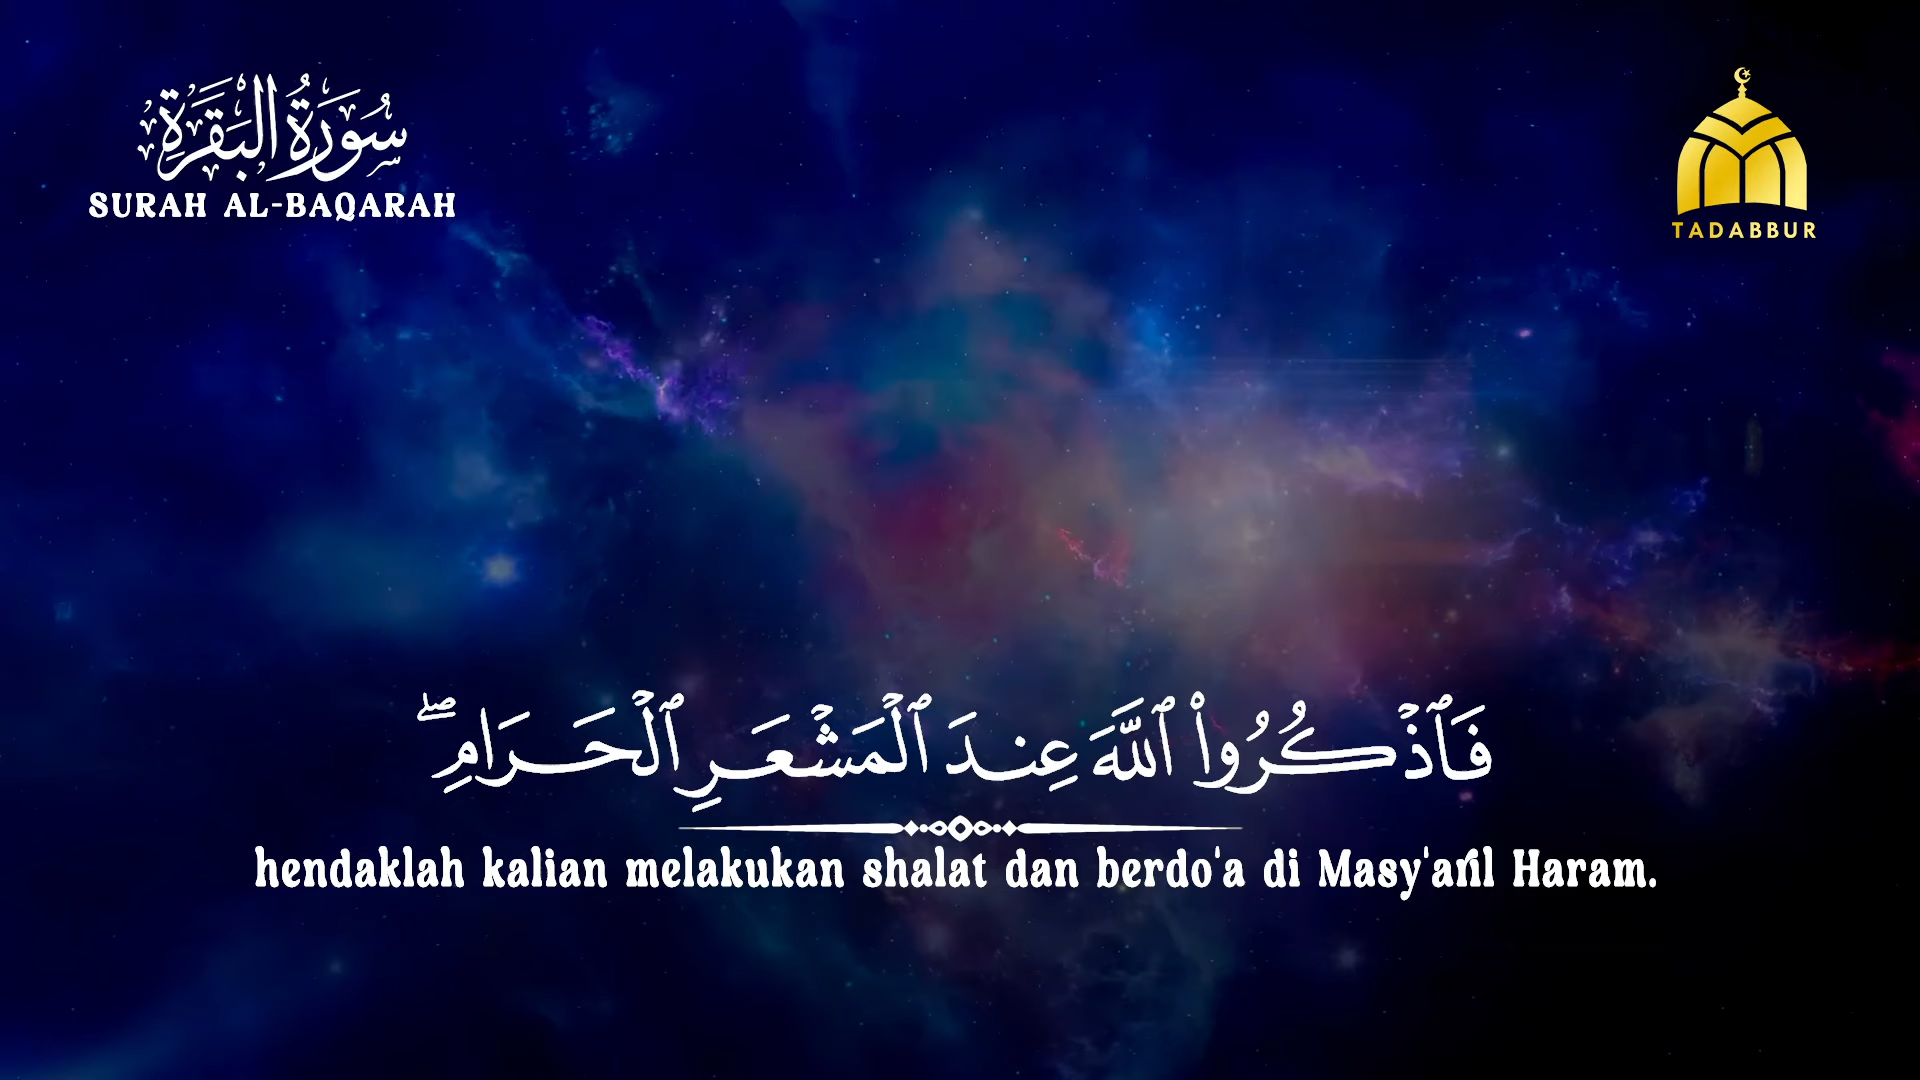 سُورَةُ البَقَرَةِ
SURAH AL-BAQARAH
TADABBUR
فَٱذۡكُرُواْ ٱللَّهَ عِندَ ٱلۡمَشۡعَرِ ٱلۡحَرَامِۖ
hendaklah kalian melakukan shalat dan berdo'a di Masy'aril Haram.